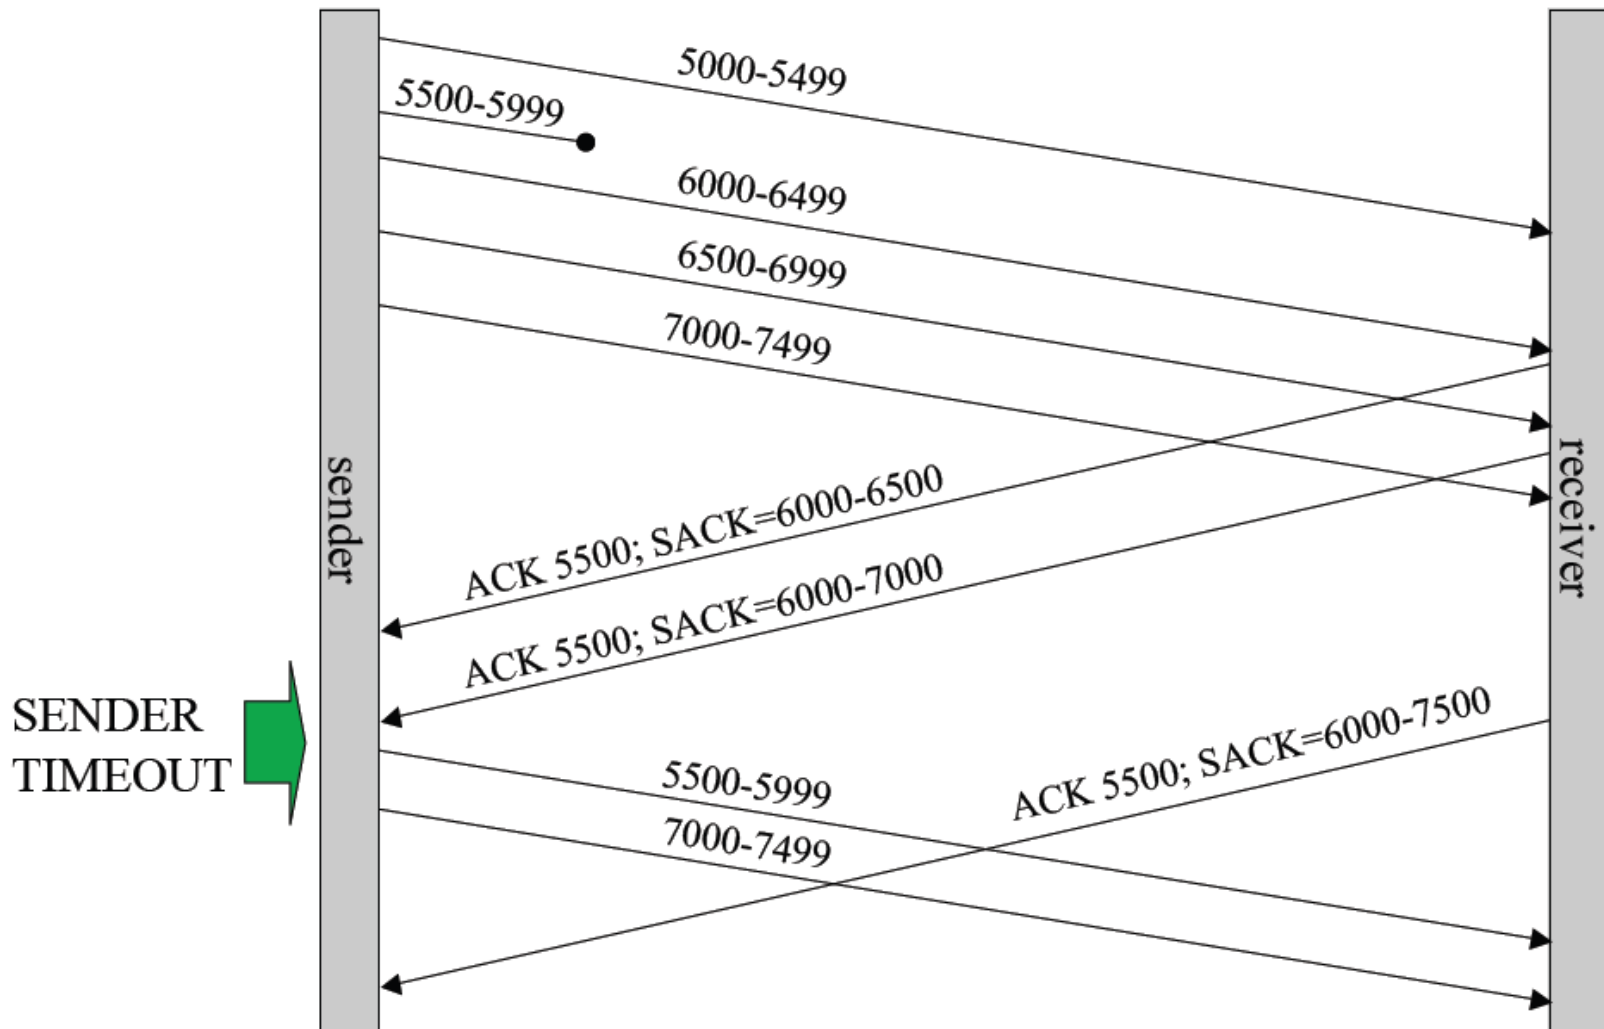 5000-5499
5500-5999
6000-6499
6500-6999
7000-7499
sender
receiver
ACK 5500; SACK=6000-6500
ACK 5500; SACK=6000-7000
SENDER
TIMEOUT
ACK 5500; SACK=6000-7500
5500-5999
7000-7499